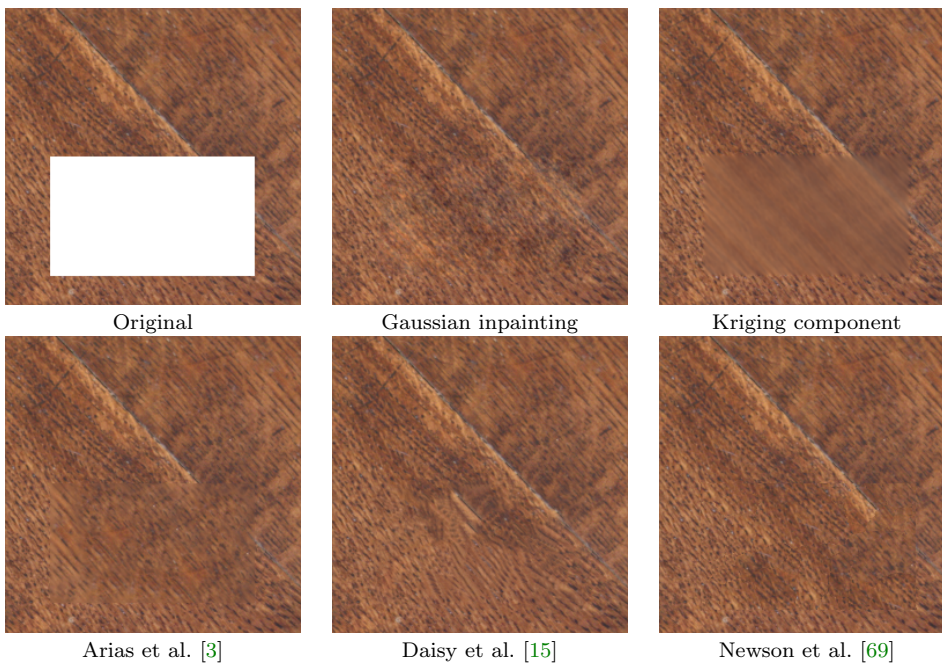 Original
Gaussian inpainting
Kriging component
Arias et al. [3]
Daisy et al. [15]
Newson et al. [69]